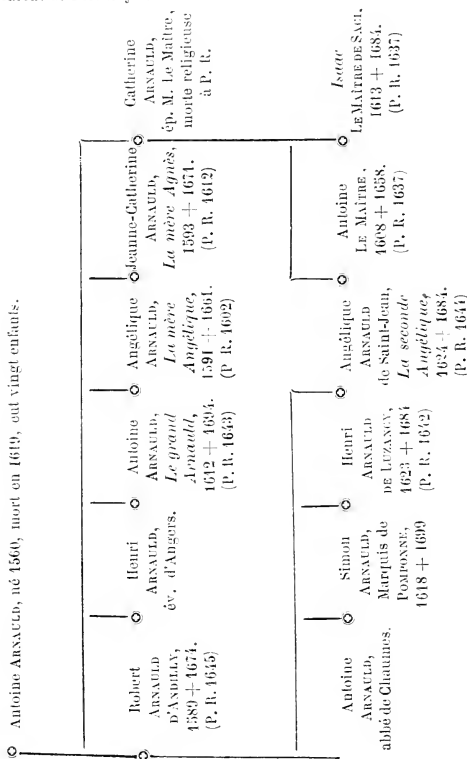 Antoine ARNAULD, né 1560, mort en 1619, eut vingt enfants.
Robert
ARNAULD
D'ANDILLY,
1589 + 1674.
(P. R. 1645)
Henri
ARNAULD,
év. d'Angers.
Antoine
ARNAULD,
Le grand
Arnauld,
1612 + 1694.
(P. R. 1643)
Angélique
ARNAULD,
La mère
Angélique,
1591 + 1661.
(P. R. 1602)
Jeanne-Catherine
ARNAULD,
La mère Agnès,
1593 + 1671.
(P. R. 1612)
Catherine
ARNAULD,
ép. M. Le Maitre,
morte religieuse
à P. R.
Antoine
ARNAULD,
abbé de Chaumes.
Simon
ARNAULD,
Marquis de
POMPONNE,
1618 + 1699
Henri
ARNAULD
DE LUZANCY,
1623 + 1684
(P. R. 1642)
Angélique
ARNAULD
de Saint-Jean,
La seconde
Angélique,
1624 + 1684.
(P. R. 1641)
Antoine
LE MAITRE,
1608 + 1658.
(P. R. 1637)
Isaac
LE MAITRE DE SACI.
1613 + 1684.
(P. R. 1637)